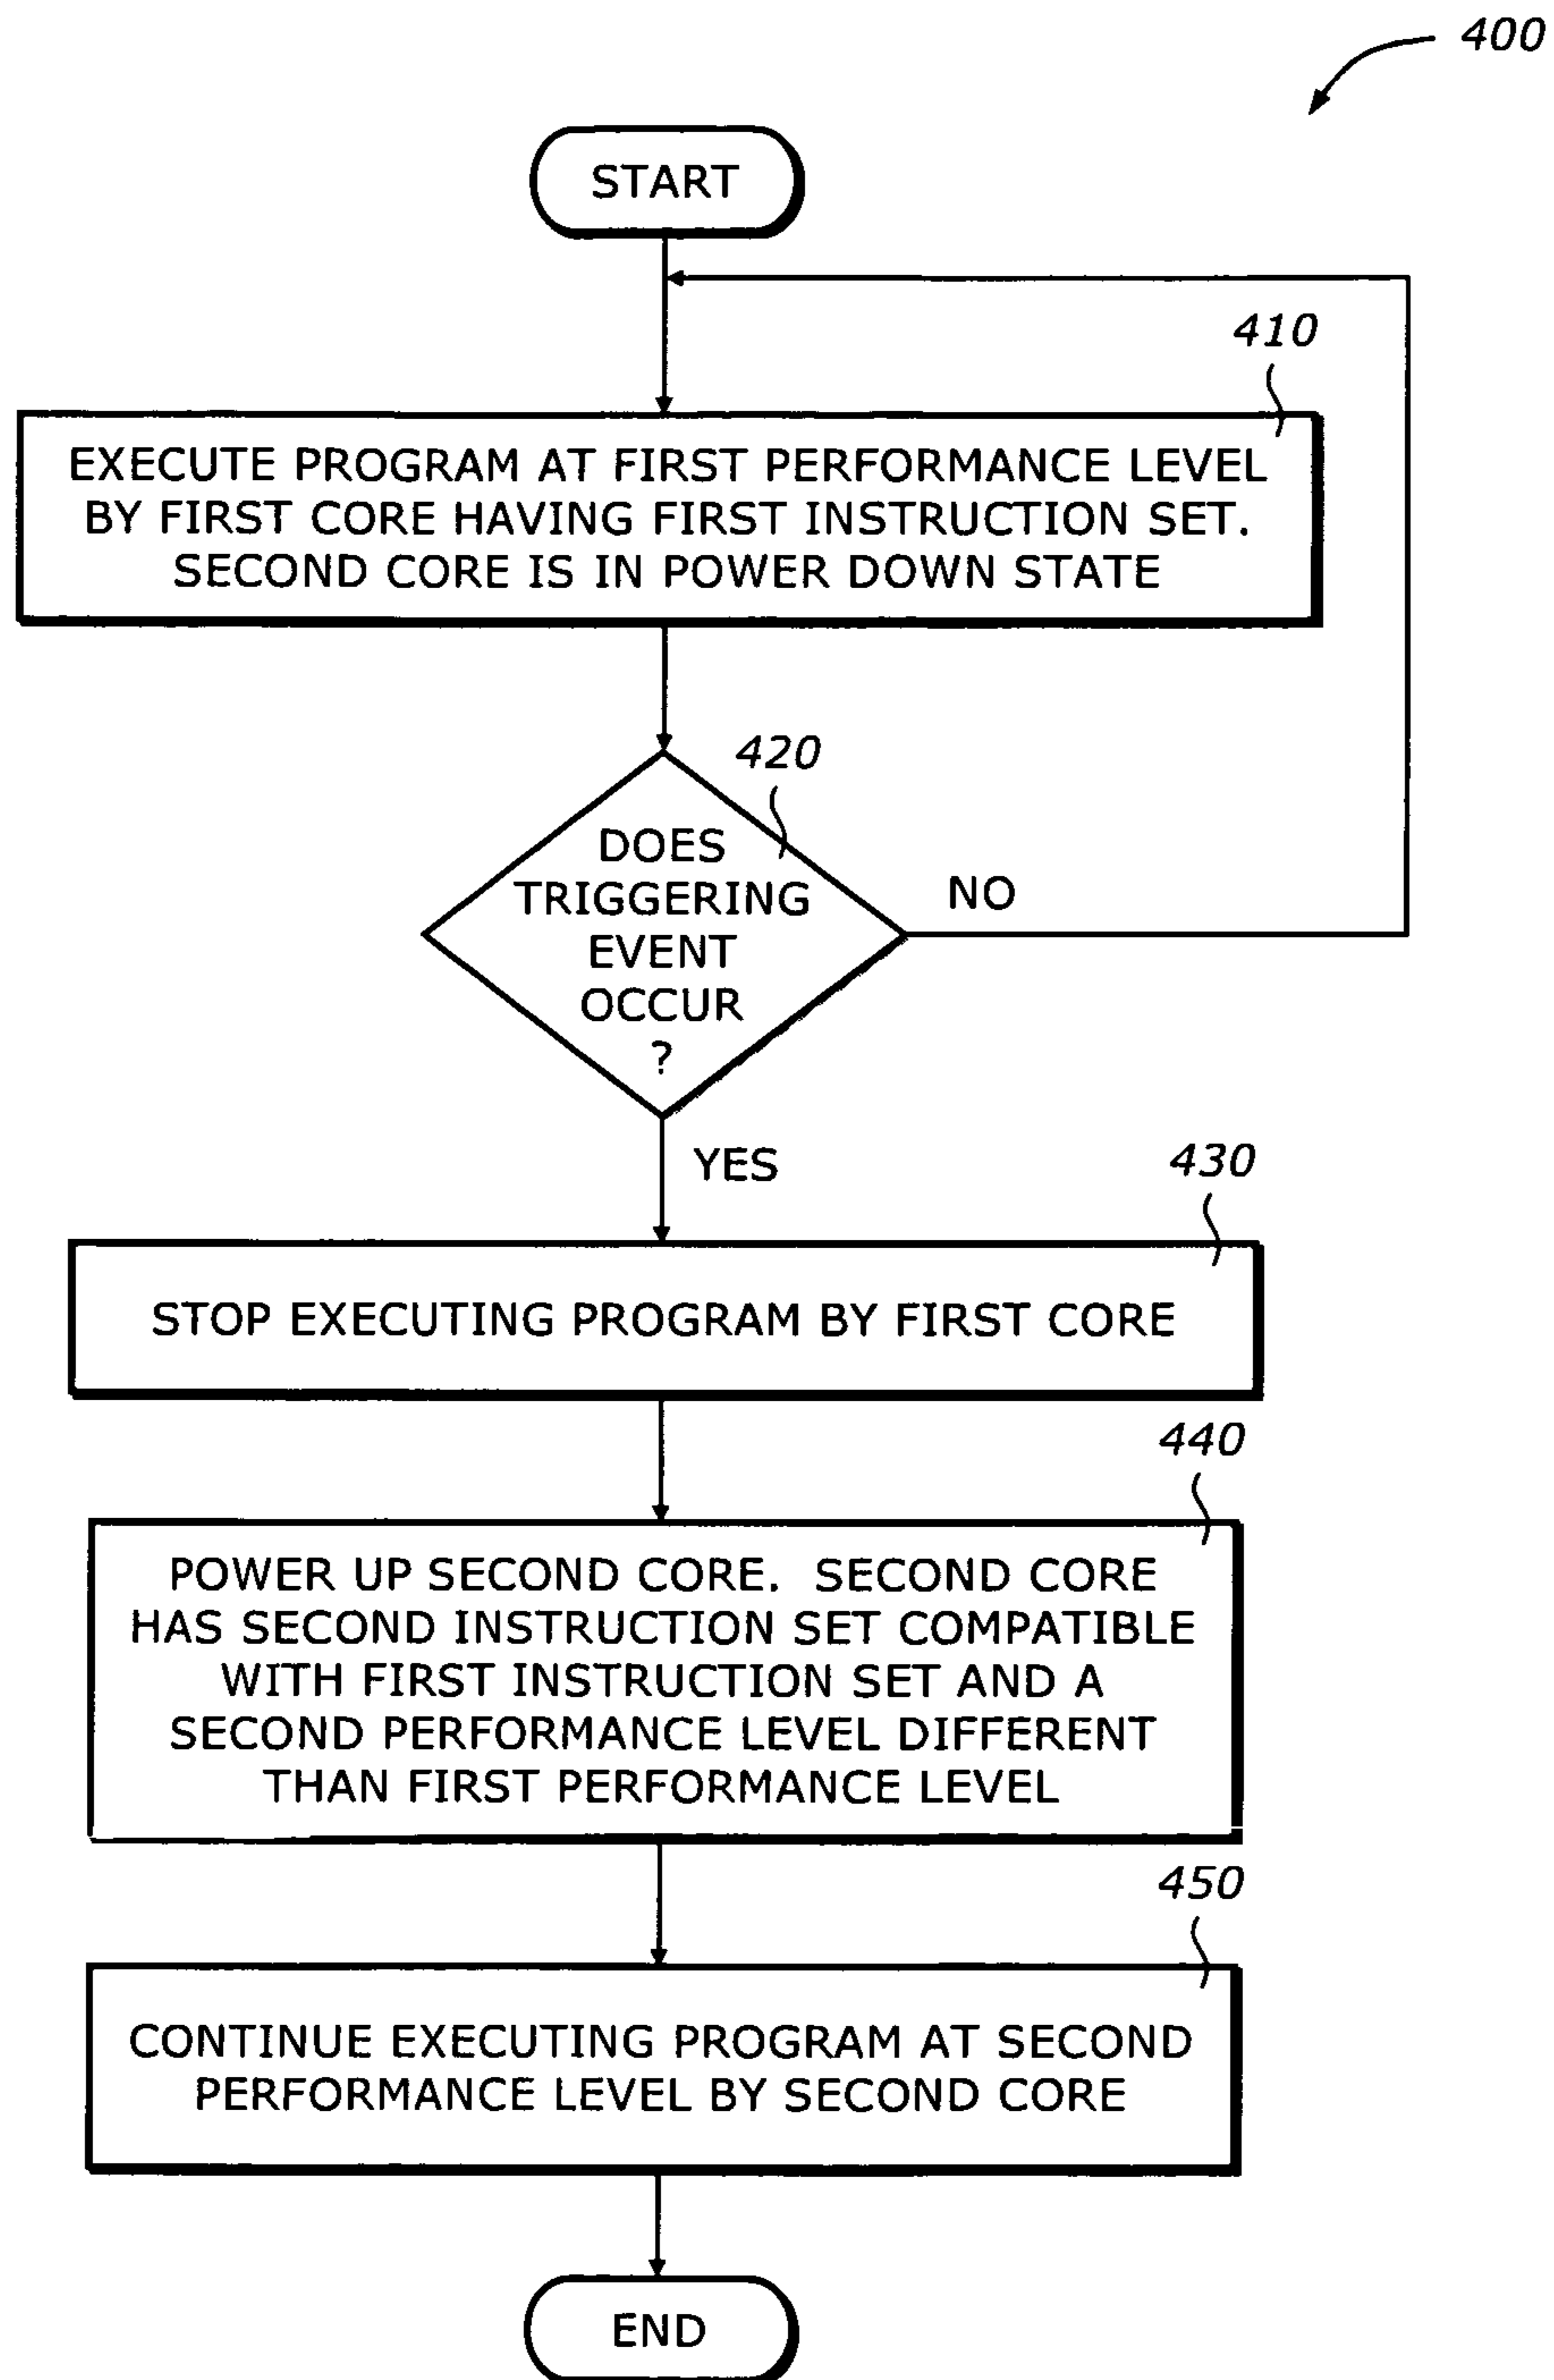 400
START
410
EXECUTE PROGRAM AT FIRST PERFORMANCE LEVEL
BY FIRST CORE HAVING FIRST INSTRUCTION SET.
SECOND CORE IS IN POWER DOWN STATE
420
DOES
TRIGGERING
EVENT
OCCUR
?
NO
YES
430
STOP EXECUTING PROGRAM BY FIRST CORE
440
POWER UP SECOND CORE. SECOND CORE
HAS SECOND INSTRUCTION SET COMPATIBLE
WITH FIRST INSTRUCTION SET AND A
SECOND PERFORMANCE LEVEL DIFFERENT
THAN FIRST PERFORMANCE LEVEL
450
CONTINUE EXECUTING PROGRAM AT SECOND
PERFORMANCE LEVEL BY SECOND CORE
END